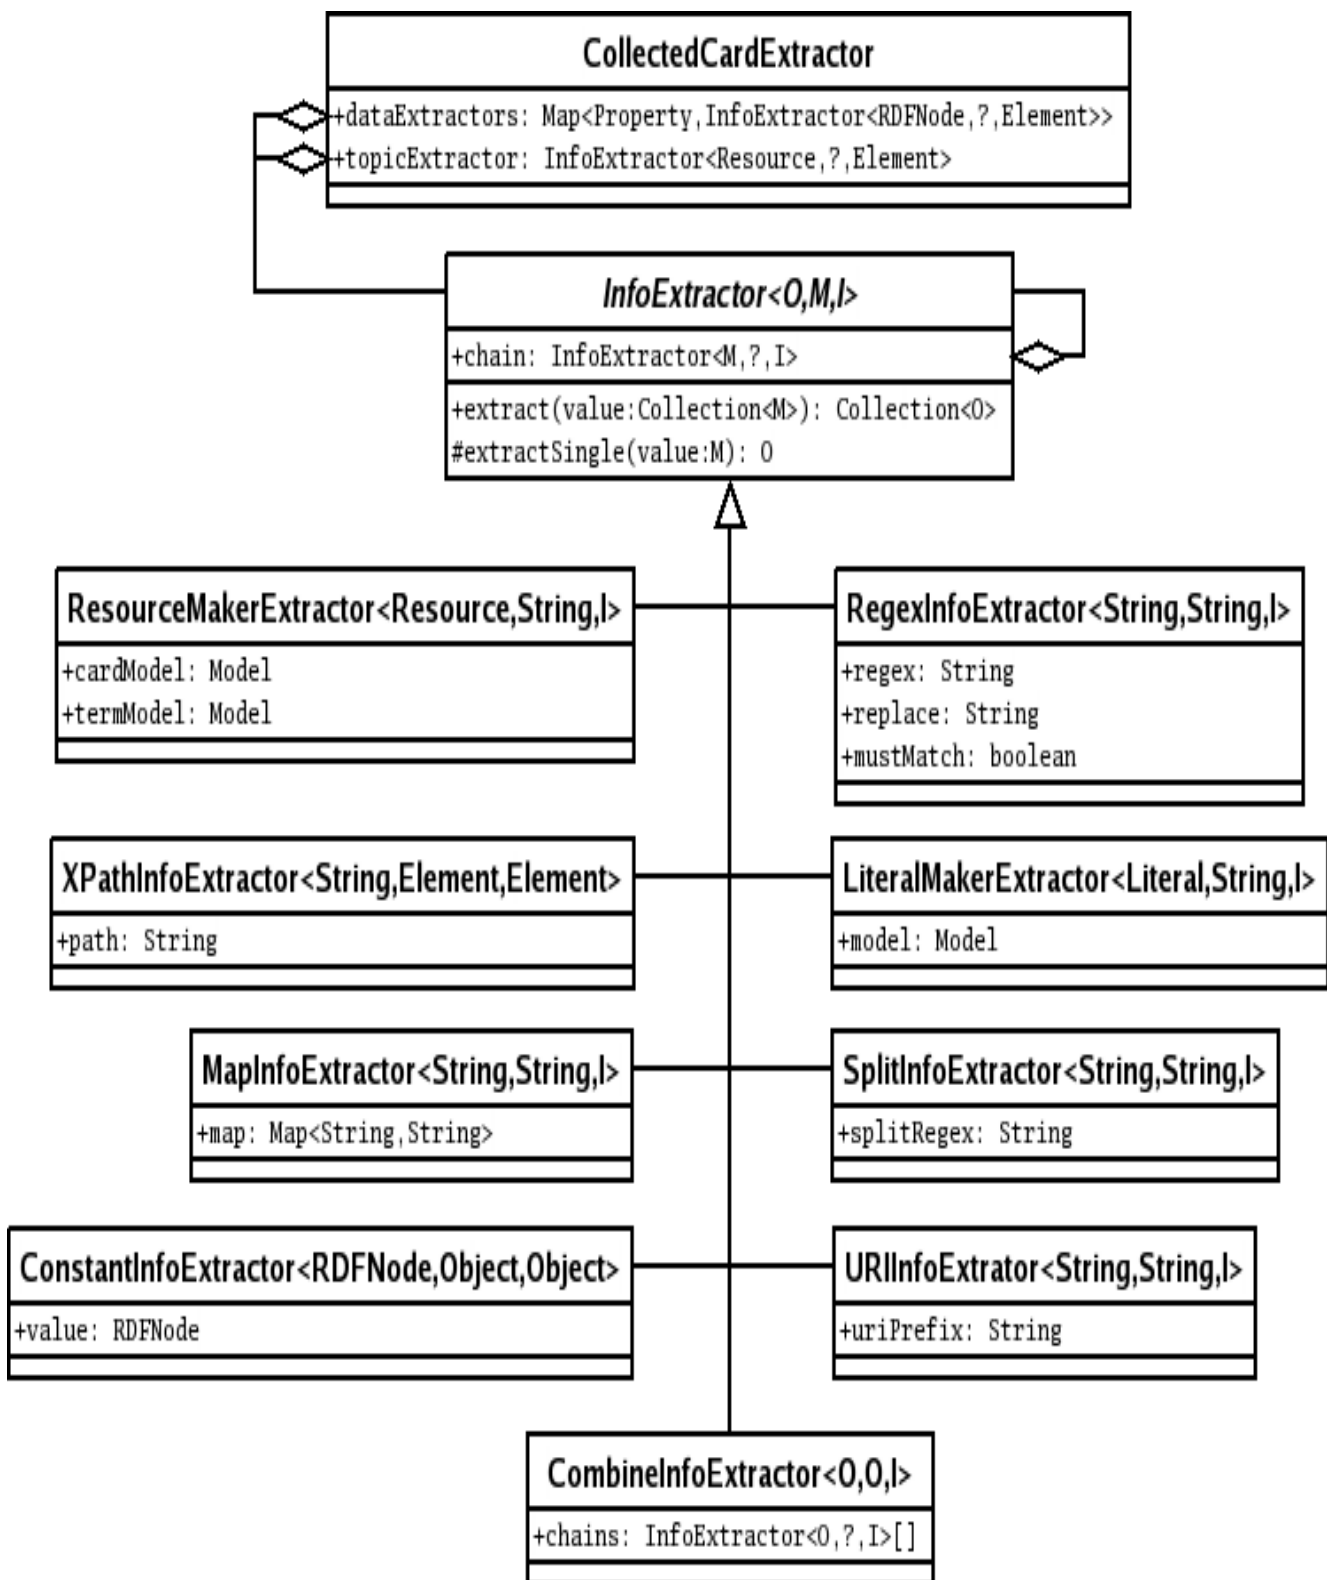 CollectedCardExtractor
+dataExtractors: Map<Property,InfoExtractor<RDFNode,?,Element>>
+topicExtractor: InfoExtractor<Resource,?,Element>
InfoExtractor<O,M,I>
+chain: InfoExtractor<M,?,I>
+extract(value:Collection<M>): Collection<O>
#extractSingle(value:M): O
ResourceMakerExtractor<Resource,String,I>
+cardModel: Model
+termModel: Model
RegexInfoExtractor<String,String,I>
+regex: String
+replace: String
+mustMatch: boolean
XPathInfoExtractor<String,Element,Element>
+path: String
LiteralMakerExtractor<Literal,String,I>
+model: Model
MapInfoExtractor<String,String,I>
+map: Map<String,String>
SplitInfoExtractor<String,String,I>
+splitRegex: String
ConstantInfoExtractor<RDFNode,Object,Object>
+value: RDFNode
URIInfoExtrator<String,String,I>
+uriPrefix: String
CombineInfoExtractor<O,O,I>
+chains: InfoExtractor<O,?,I>[]